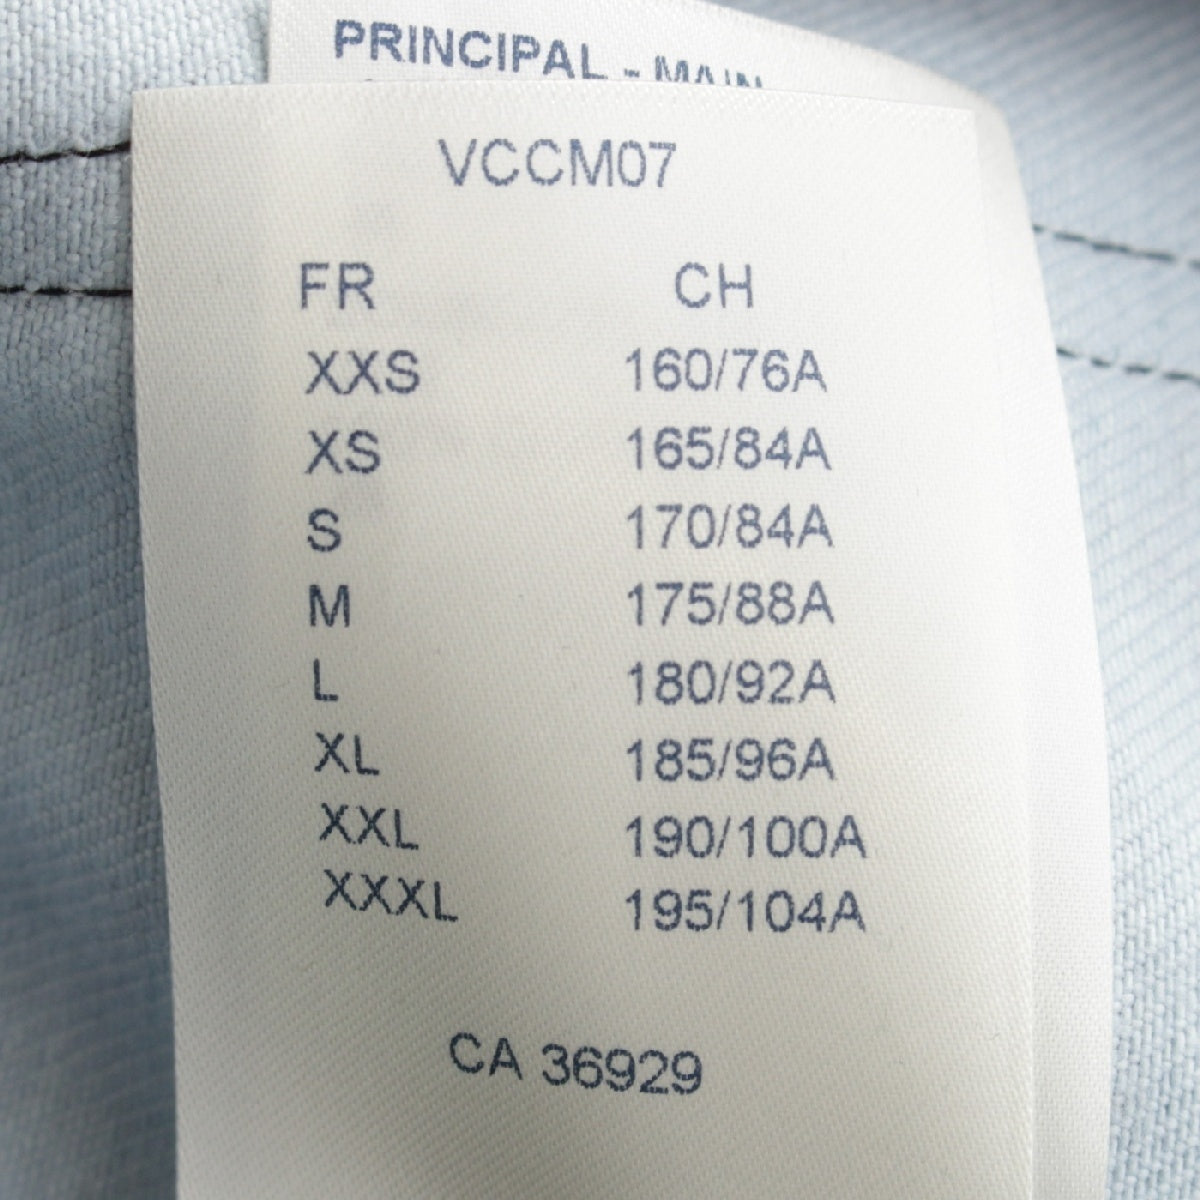 PRINCIPAL - MAIN
VCCM07
FR CH
XXS 160/76A
XS 165/84A
S 170/84A
M 175/88A
L 180/92A
XL 185/96A
XXL 190/100A
XXXL 195/104A
CA 36929